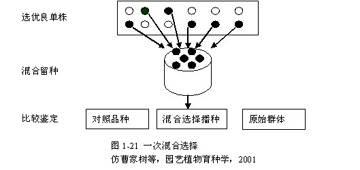 选优良单株
混合留种
比较鉴定
对照品种
混合选择播种
原始群体
图 1-21 一次混合选择
仿曹家树等，园艺植物育种学，2001